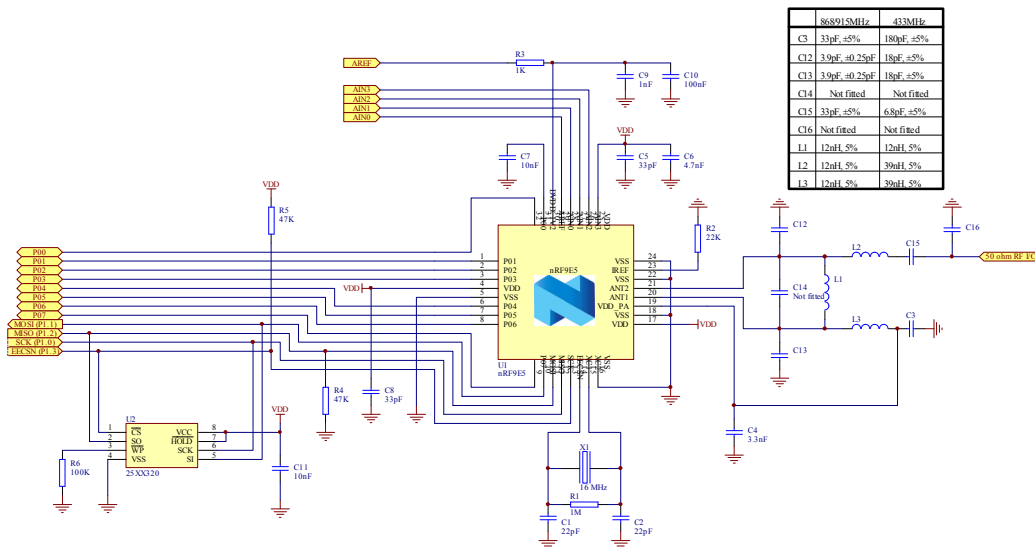 868/915MHz 433MHz
C3 33pF, ±5% 180pF, ±5%
C12 3.9pF, ±0.25pF 18pF, ±5%
C13 3.9pF, ±0.25pF 18pF, ±5%
C14 Not fitted Not fitted
C15 33pF, ±5% 6.8pF, ±5%
C16 Not fitted Not fitted
L1 12nH, 5% 12nH, 5%
L2 12nH, 5% 39nH, 5%
L3 12nH, 5% 39nH, 5%
AREF
R3
1K
C9
1nF
C10
100nF
AIN3
AIN2
AIN1
AIN0
VDD
C7
10nF
C5
33pF
C6
4.7nF
VDD
R5
47K
R2
22K
C12
C16
P00
P01
P02
P03
P04
P05
P06
P07
MOSI (P1.1)
MISO (P1.2)
SCK (P1.0)
EECSN (P1.3)
1 P01
2 P02
3 P03
4 VDD
5 VSS
6 P04
7 P05
8 P06
nRF9E5
VSS 24
IREF 23
VSS 22
ANT2 21
ANT1 20
VDD_PA 19
VSS 18
VDD 17
VDD
VDD
U1
nRF9E5
L2
C15
50 ohm RF I/O
L1
C14
Not fitted
L3
C3
C13
C4
3.3nF
R4
47K
C8
33pF
VDD
U2
1 CS
2 SO
3 WP
4 VSS
VCC 8
HOLD 7
SCK 6
SI 5
25XX320
R6
100K
C11
10nF
X1
16 MHz
R1
1M
C1
22pF
C2
22pF